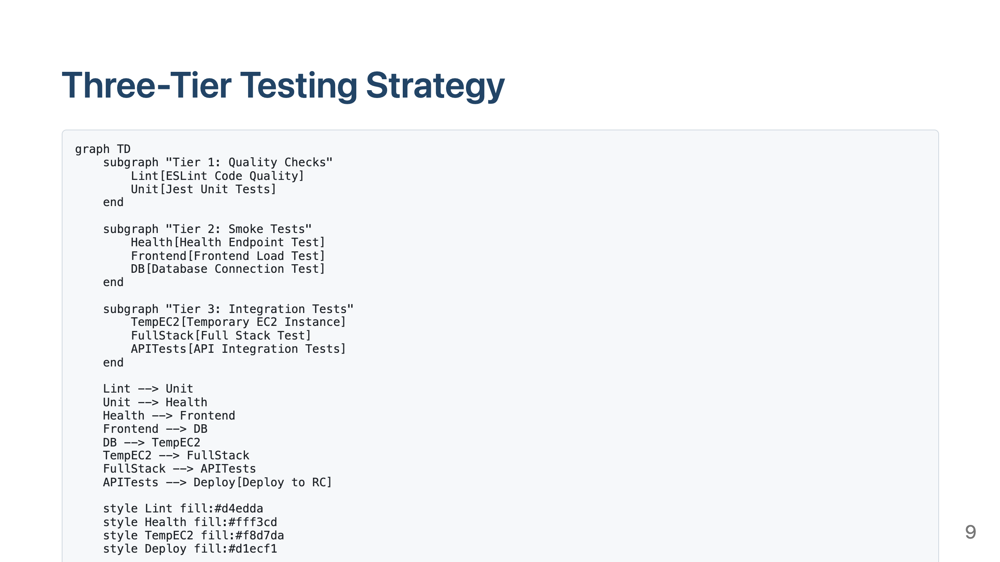 Three-Tier Testing Strategy
graph TD
    subgraph "Tier 1: Quality Checks"
        Lint[ESLint Code Quality]
        Unit[Jest Unit Tests]
    end

    subgraph "Tier 2: Smoke Tests"
        Health[Health Endpoint Test]
        Frontend[Frontend Load Test]
        DB[Database Connection Test]
    end

    subgraph "Tier 3: Integration Tests"
        TempEC2[Temporary EC2 Instance]
        FullStack[Full Stack Test]
        APITests[API Integration Tests]
    end

    Lint --> Unit
    Unit --> Health
    Health --> Frontend
    Frontend --> DB
    DB --> TempEC2
    TempEC2 --> FullStack
    FullStack --> APITests
    APITests --> Deploy[Deploy to RC]

    style Lint fill:#d4edda
    style Health fill:#fff3cd
    style TempEC2 fill:#f8d7da
    style Deploy fill:#d1ecf1
9